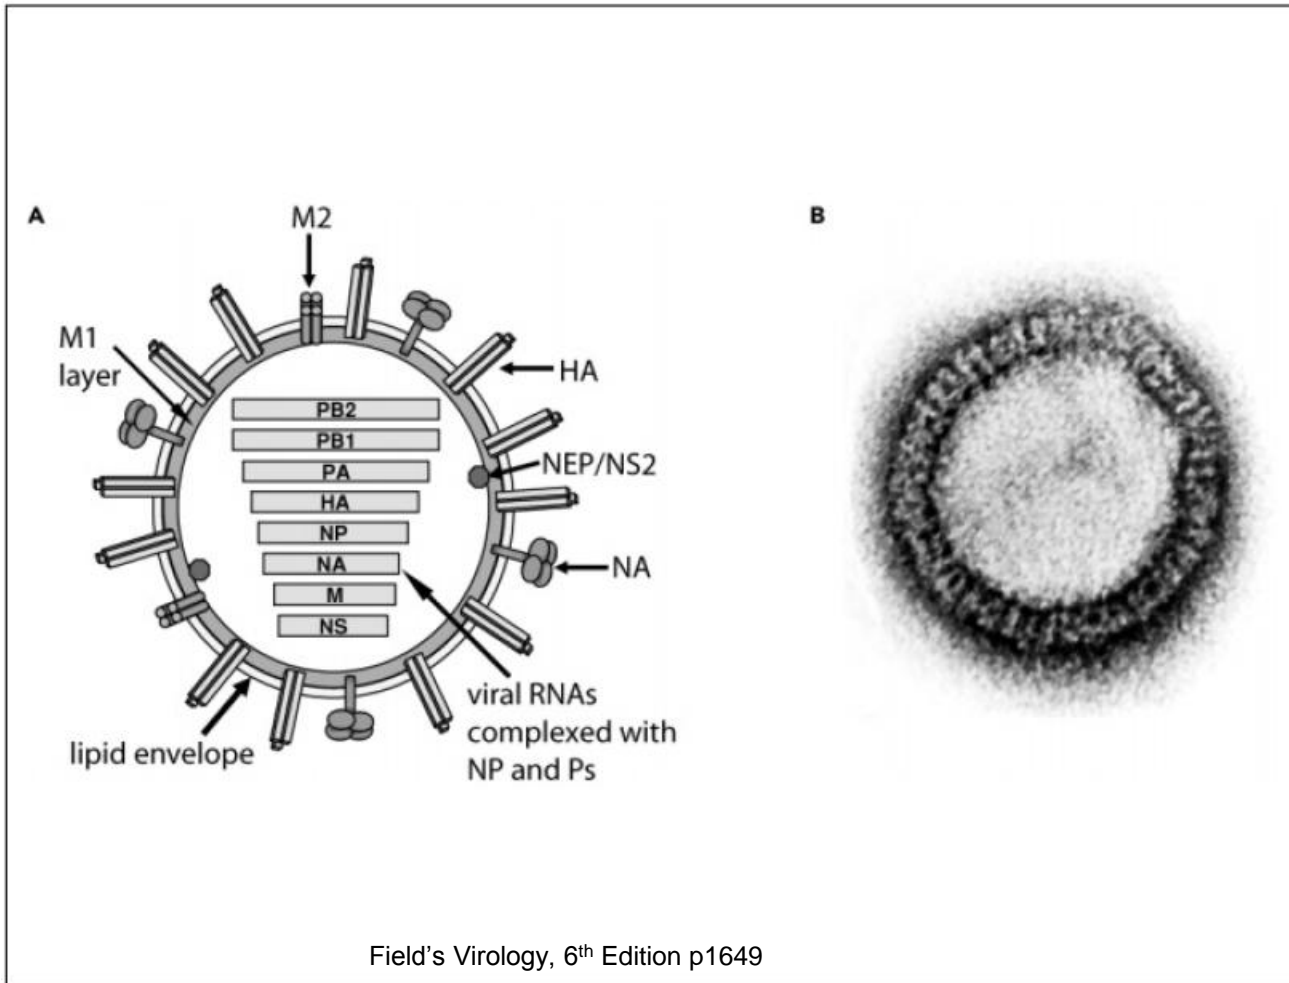 A
M2
M1
layer
HA
PB2
PB1
PA
HA
NP
NA
M
NS
NEP/NS2
NA
lipid envelope
viral RNAs
complexed with
NP and Ps
B
Field's Virology, 6th Edition p1649